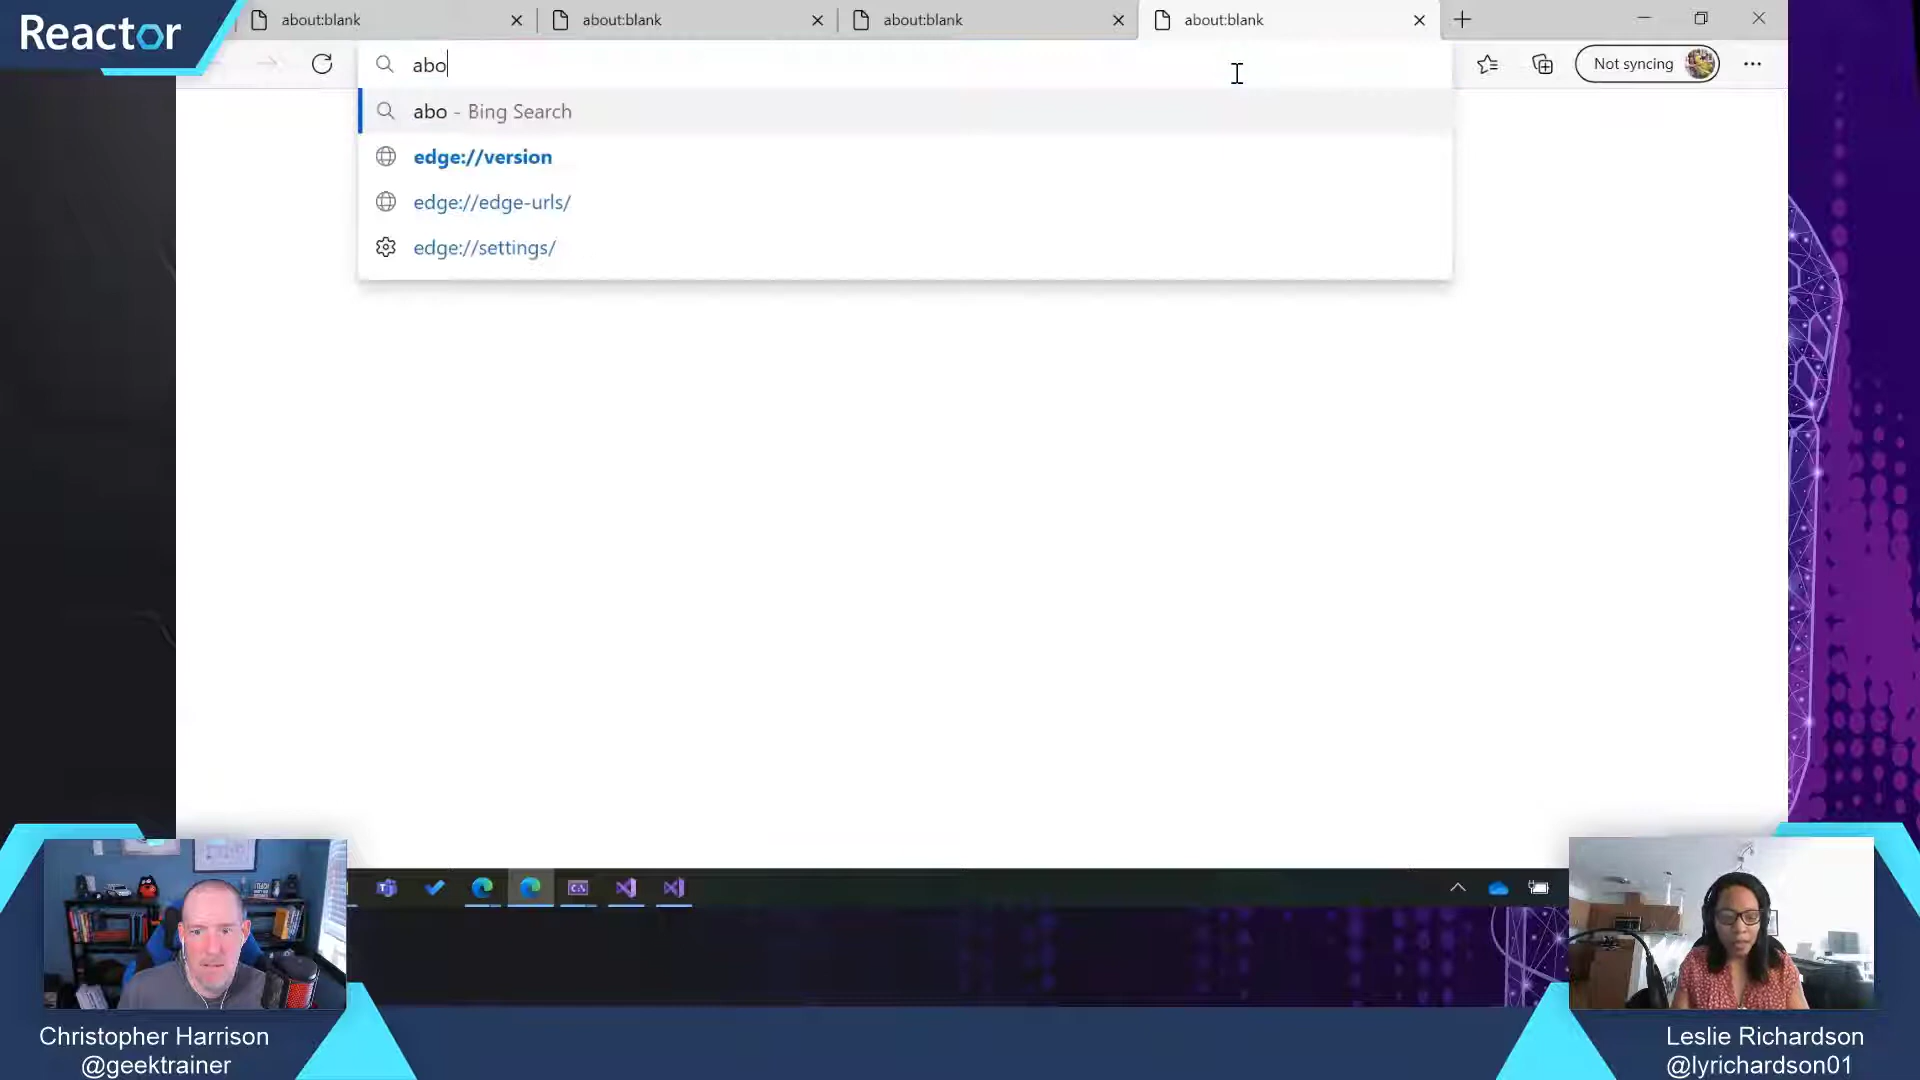 Reactor
about:blank
about:blank
about:blank
about:blank
abo
Not syncing
abo - Bing Search
edge://version
edge://edge-urls/
edge://settings/
Christopher Harrison
@geektrainer
Leslie Richardson
@lyrichardson01